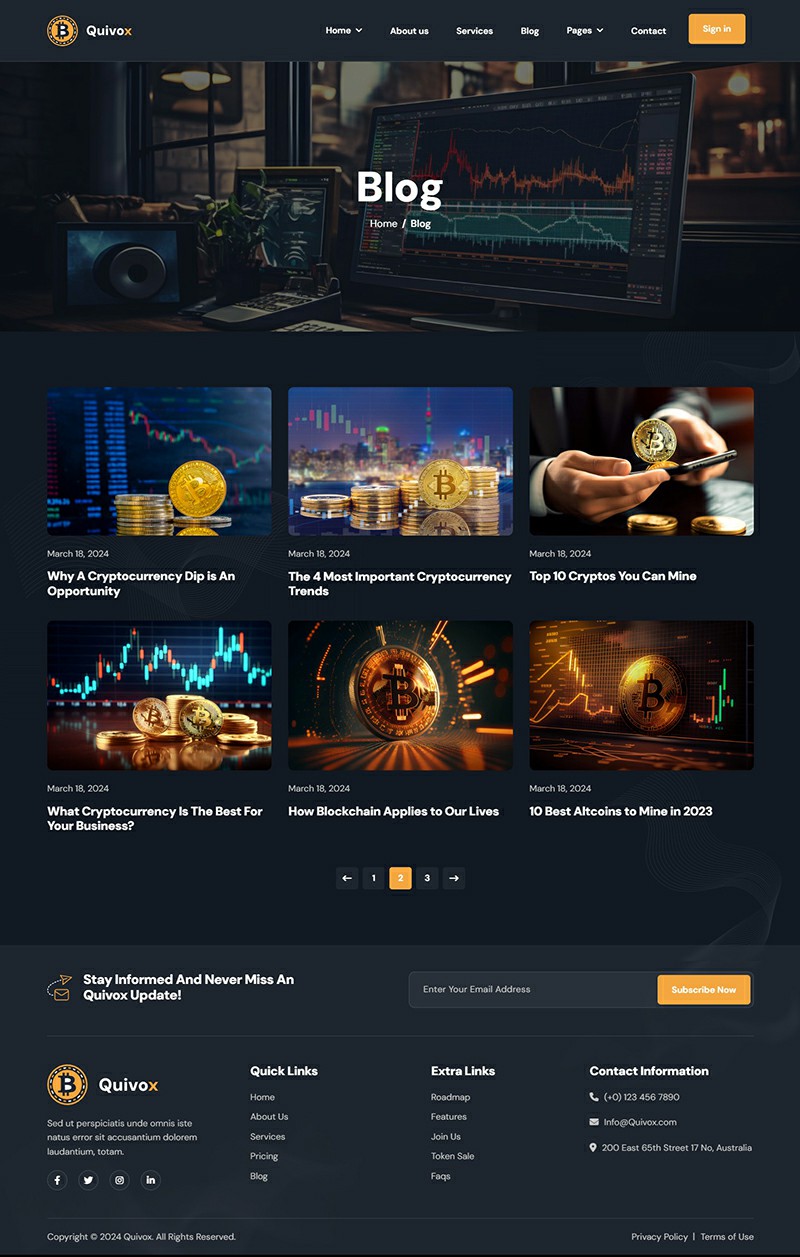 Quivox
Home
About us
Services
Blog
Pages
Contact
Sign in
Blog
Home / Blog
March 18, 2024
Why A Cryptocurrency Dip is An
Opportunity
March 18, 2024
The 4 Most Important Cryptocurrency
Trends
March 18, 2024
Top 10 Cryptos You Can Mine
March 18, 2024
What Cryptocurrency Is The Best For
Your Business?
March 18, 2024
How Blockchain Applies to Our Lives
March 18, 2024
10 Best Altcoins to Mine in 2023
1
2
3
Stay Informed And Never Miss An
Quivox Update!
Enter Your Email Address
Subscribe Now
Quivox
Sed ut perspiciatis unde omnis iste
natus error sit accusantium dolorem
laudantium, totam.
Quick Links
Home
About Us
Services
Pricing
Blog
Extra Links
Roadmap
Features
Join Us
Token Sale
Faqs
Contact Information
(+0) 123 456 7890
Info@Quivox.com
200 East 65th Street 17 No, Australia
Copyright © 2024 Quivox. All Rights Reserved.
Privacy Policy | Terms of Use